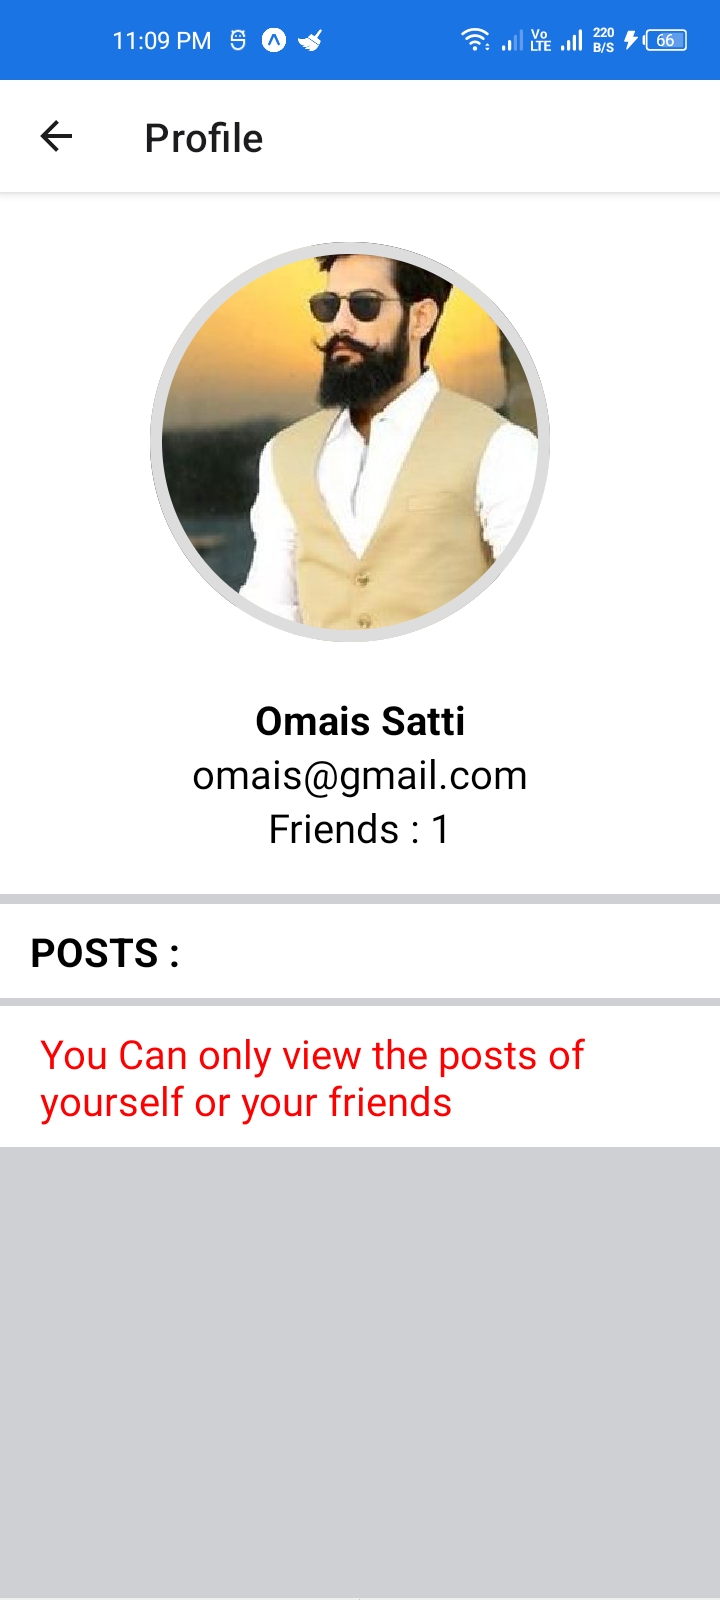 11:09 PM Vo LTE 220 B/S 66
Profile
Omais Satti
omais@gmail.com
Friends : 1
POSTS :
You Can only view the posts of
yourself or your friends